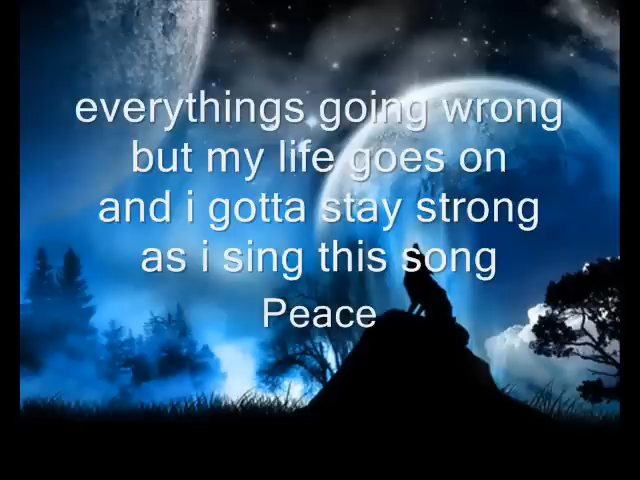 everythings going wrong
but my life goes on
and i gotta stay strong
as i sing this song
Peace